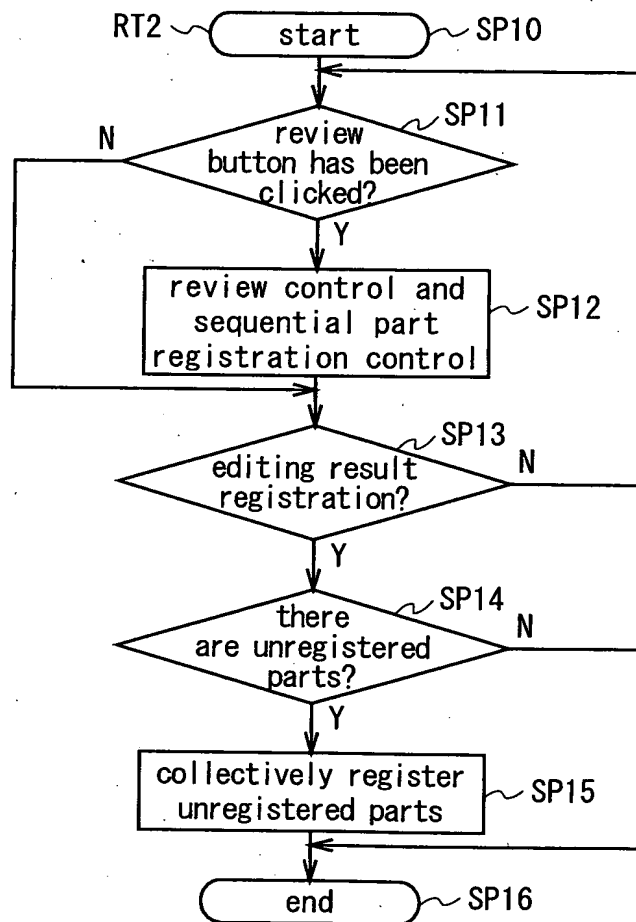 RT2
start
SP10
SP11
N
review
button has been
clicked?
Y
review control and
sequential part
registration control
SP12
SP13
editing result
registration?
N
Y
SP14
there
are unregistered
parts?
N
Y
collectively register
unregistered parts
SP15
end
SP16